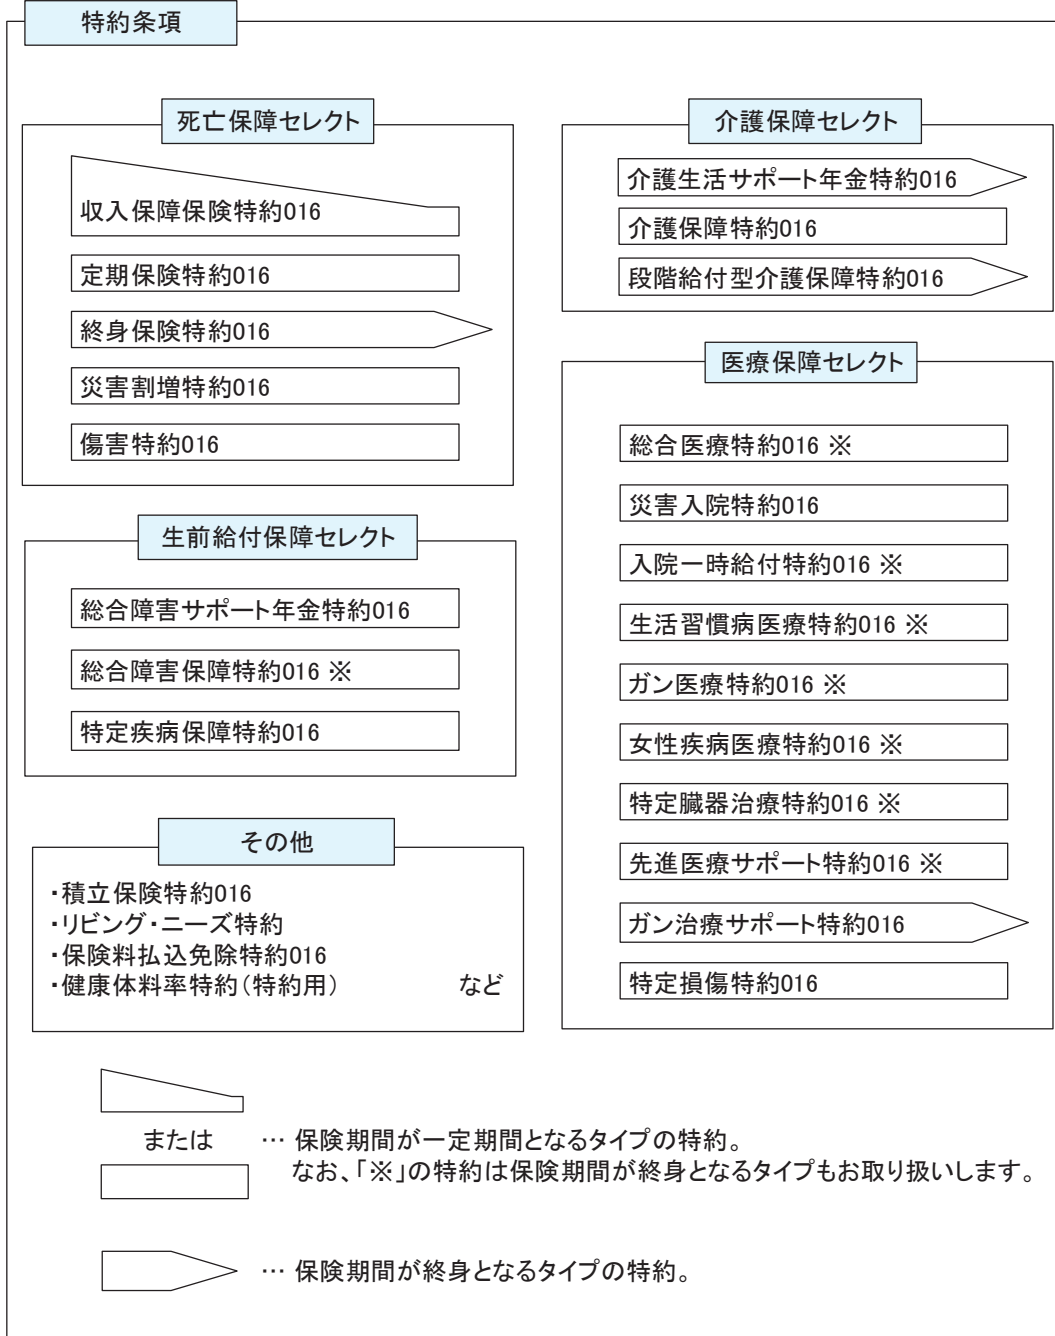 特約条項
死亡保障セレクト
収入保障保険特約016
定期保険特約016
終身保険特約016
災害割増特約016
傷害特約016
生前給付保障セレクト
総合障害サポート年金特約016
総合障害保障特約016 ※
特定疾病保障特約016
その他
・積立保険特約016
・リビング・ニーズ特約
・保険料払込免除特約016
・健康体料率特約（特約用） など
介護保障セレクト
介護生活サポート年金特約016
介護保障特約016
段階給付型介護保障特約016
医療保障セレクト
総合医療特約016 ※
災害入院特約016
入院一時給付特約016 ※
生活習慣病医療特約016 ※
ガン医療特約016 ※
女性疾病医療特約016 ※
特定臓器治療特約016 ※
先進医療サポート特約016 ※
ガン治療サポート特約016
特定損傷特約016
または … 保険期間が一定期間となるタイプの特約。
なお、「※」の特約は保険期間が終身となるタイプもお取り扱いします。
… 保険期間が終身となるタイプの特約。